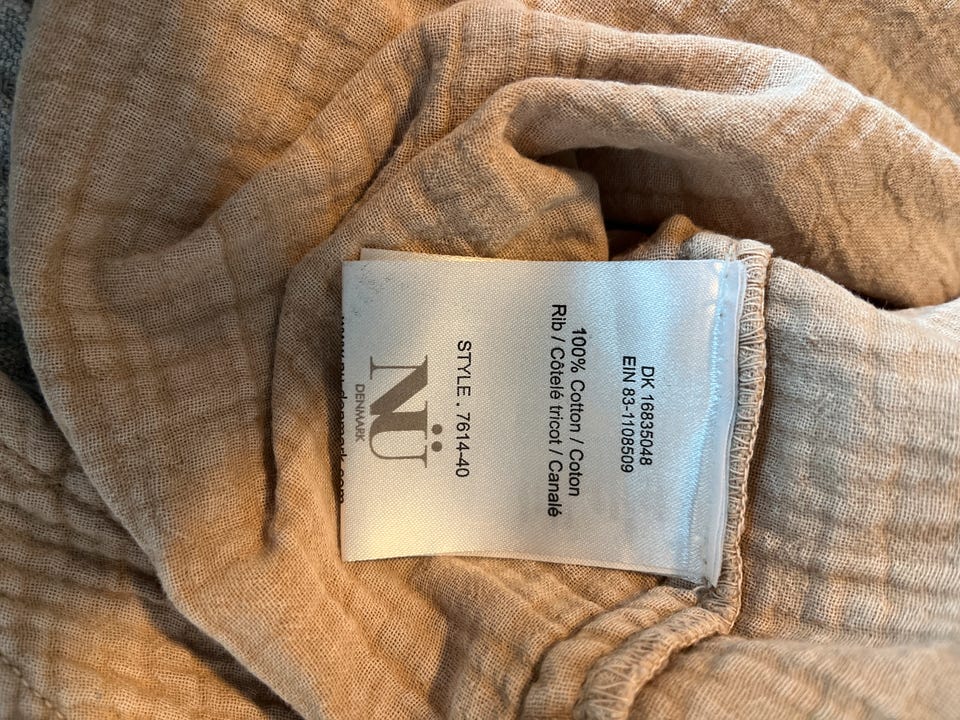 DK 16835048
EIN 83-1108509
100% Cotton / Coton
Rib / Côtelé tricot / Canalé
STYLE . 7614-40
NÜ
DENMARK